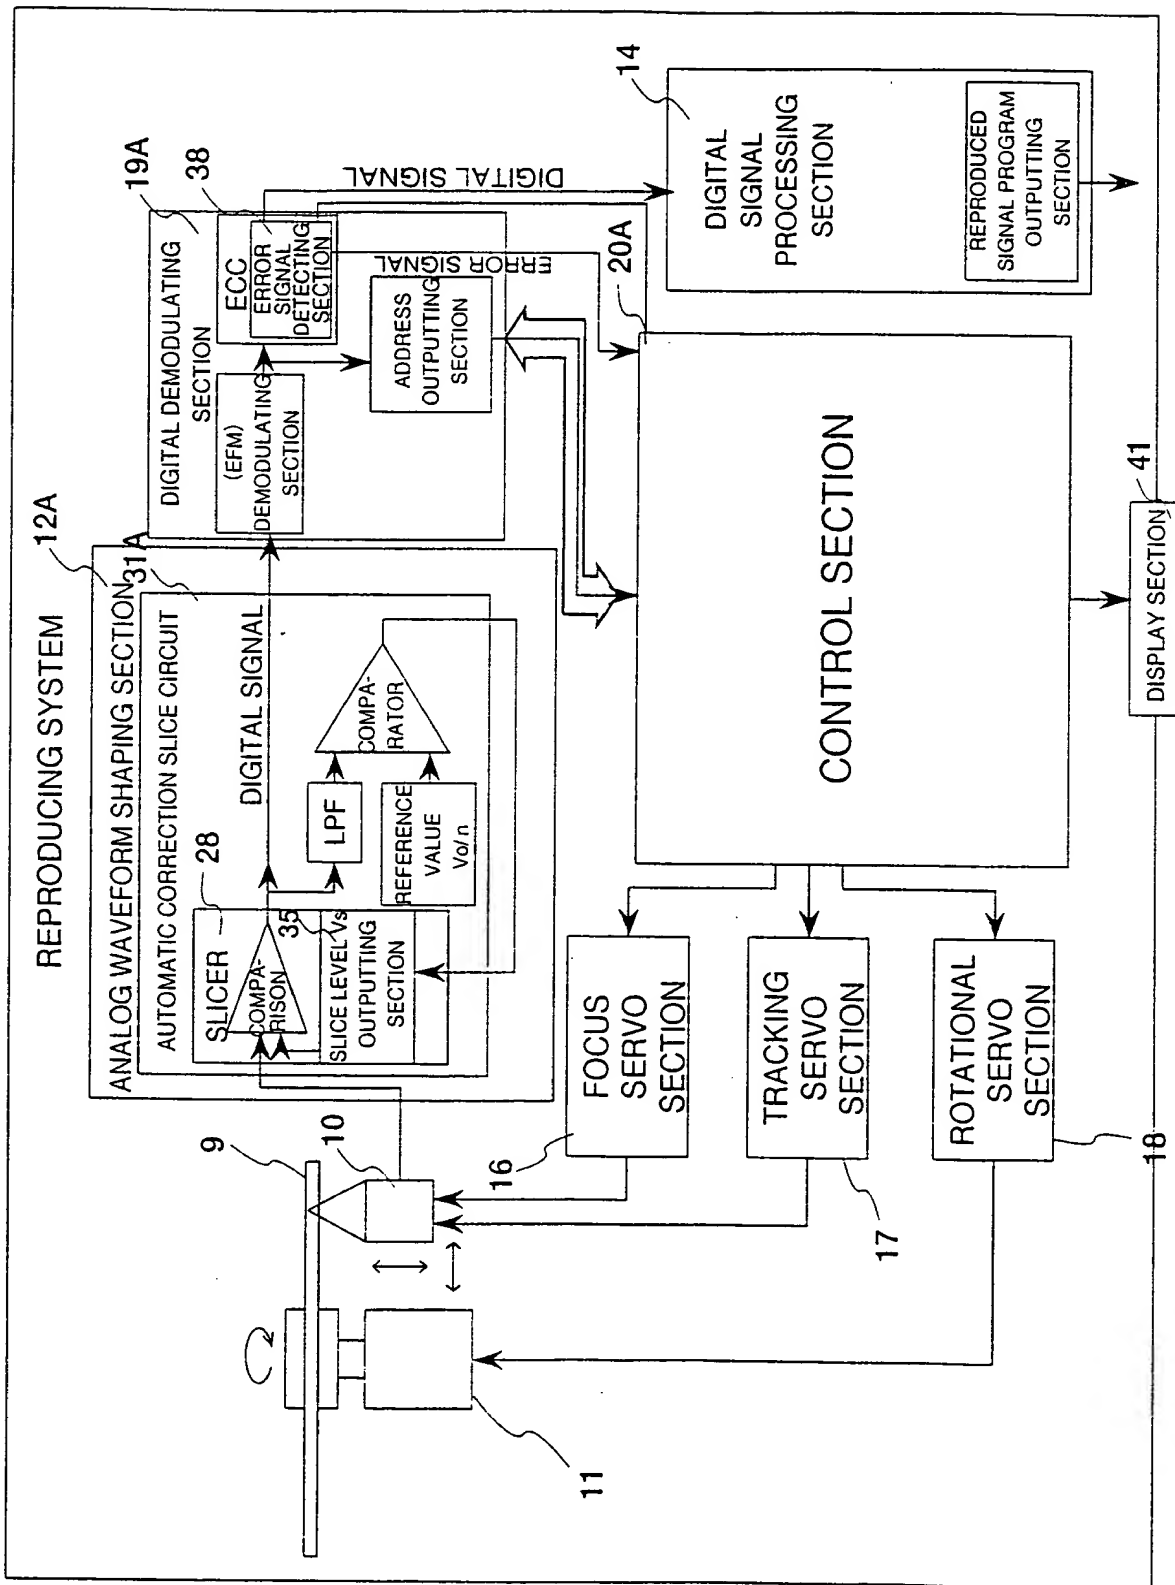 REPRODUCING SYSTEM
12A
ANALOG WAVEFORM SHAPING SECTION
31A
AUTOMATIC CORRECTION SLICE CIRCUIT
28
SLICER
COMPA-
RISON
35
SLICE LEVEL Vs
OUTPUTTING
SECTION
DIGITAL SIGNAL
LPF
REFERENCE
VALUE
Vo/n
COMPA-
RATOR
19A
DIGITAL DEMODULATING
SECTION
38
(EFM)
DEMODULATING
SECTION
ECC
ERROR
SIGNAL
DETECTING
SECTION
ADDRESS
OUTPUTTING
SECTION
ERROR SIGNAL
DIGITAL SIGNAL
14
DIGITAL
SIGNAL
PROCESSING
SECTION
REPRODUCED
SIGNAL PROGRAM
OUTPUTTING
SECTION
9
10
11
16
FOCUS
SERVO
SECTION
17
TRACKING
SERVO
SECTION
18
ROTATIONAL
SERVO
SECTION
20A
CONTROL SECTION
41
DISPLAY SECTION